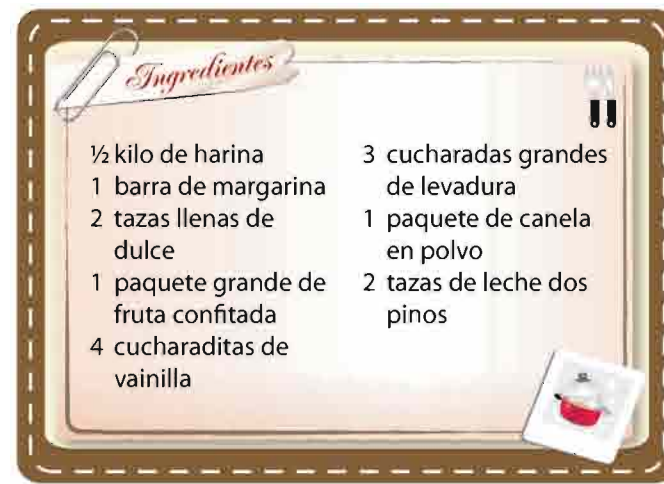 Ingredientes
½ kilo de harina
1 barra de margarina
2 tazas llenas de
dulce
1 paquete grande de
fruta confitada
4 cucharaditas de
vainilla
3 cucharadas grandes
de levadura
1 paquete de canela
en polvo
2 tazas de leche dos
pinos